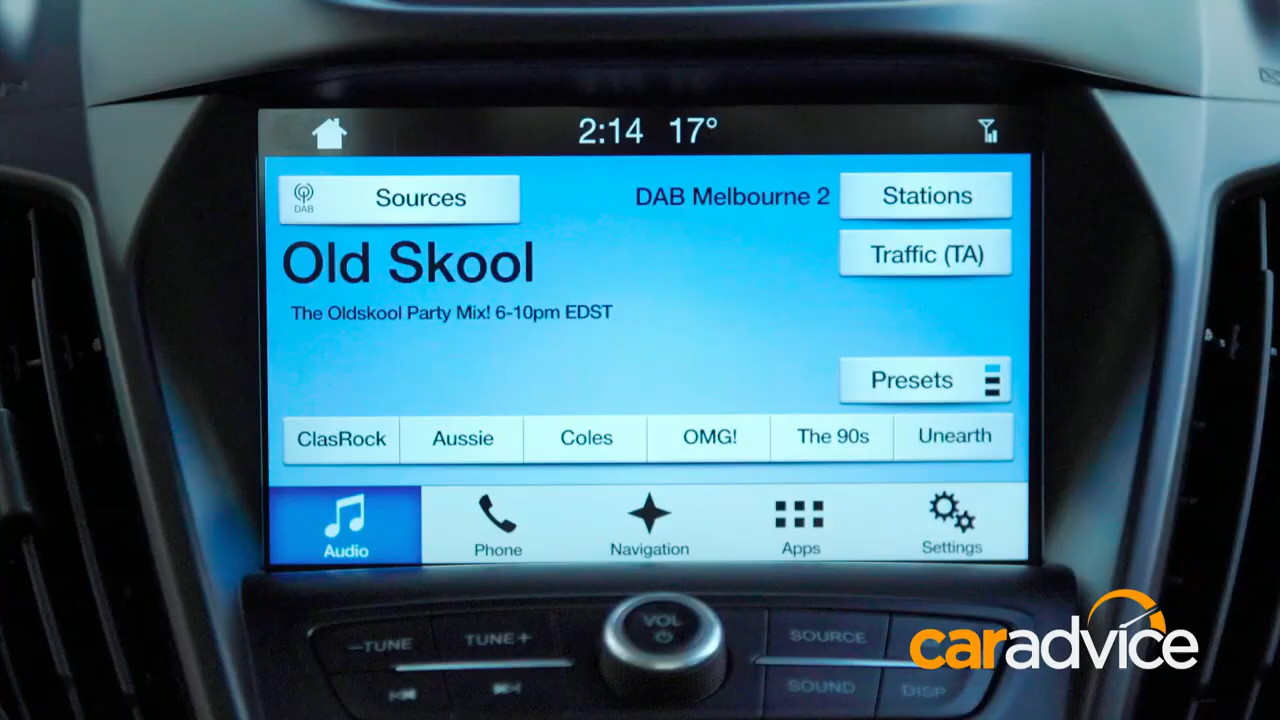 2:14 17°
DAB
Sources
DAB Melbourne 2
Stations
Old Skool
Traffic (TA)
The Oldskool Party Mix! 6-10pm EDST
Presets
ClasRock Aussie Coles OMG! The 90s Unearth
Audio Phone Navigation Apps Settings
–TUNE TUNE+ VOL SOURCE
SOUND DISP
caradvice